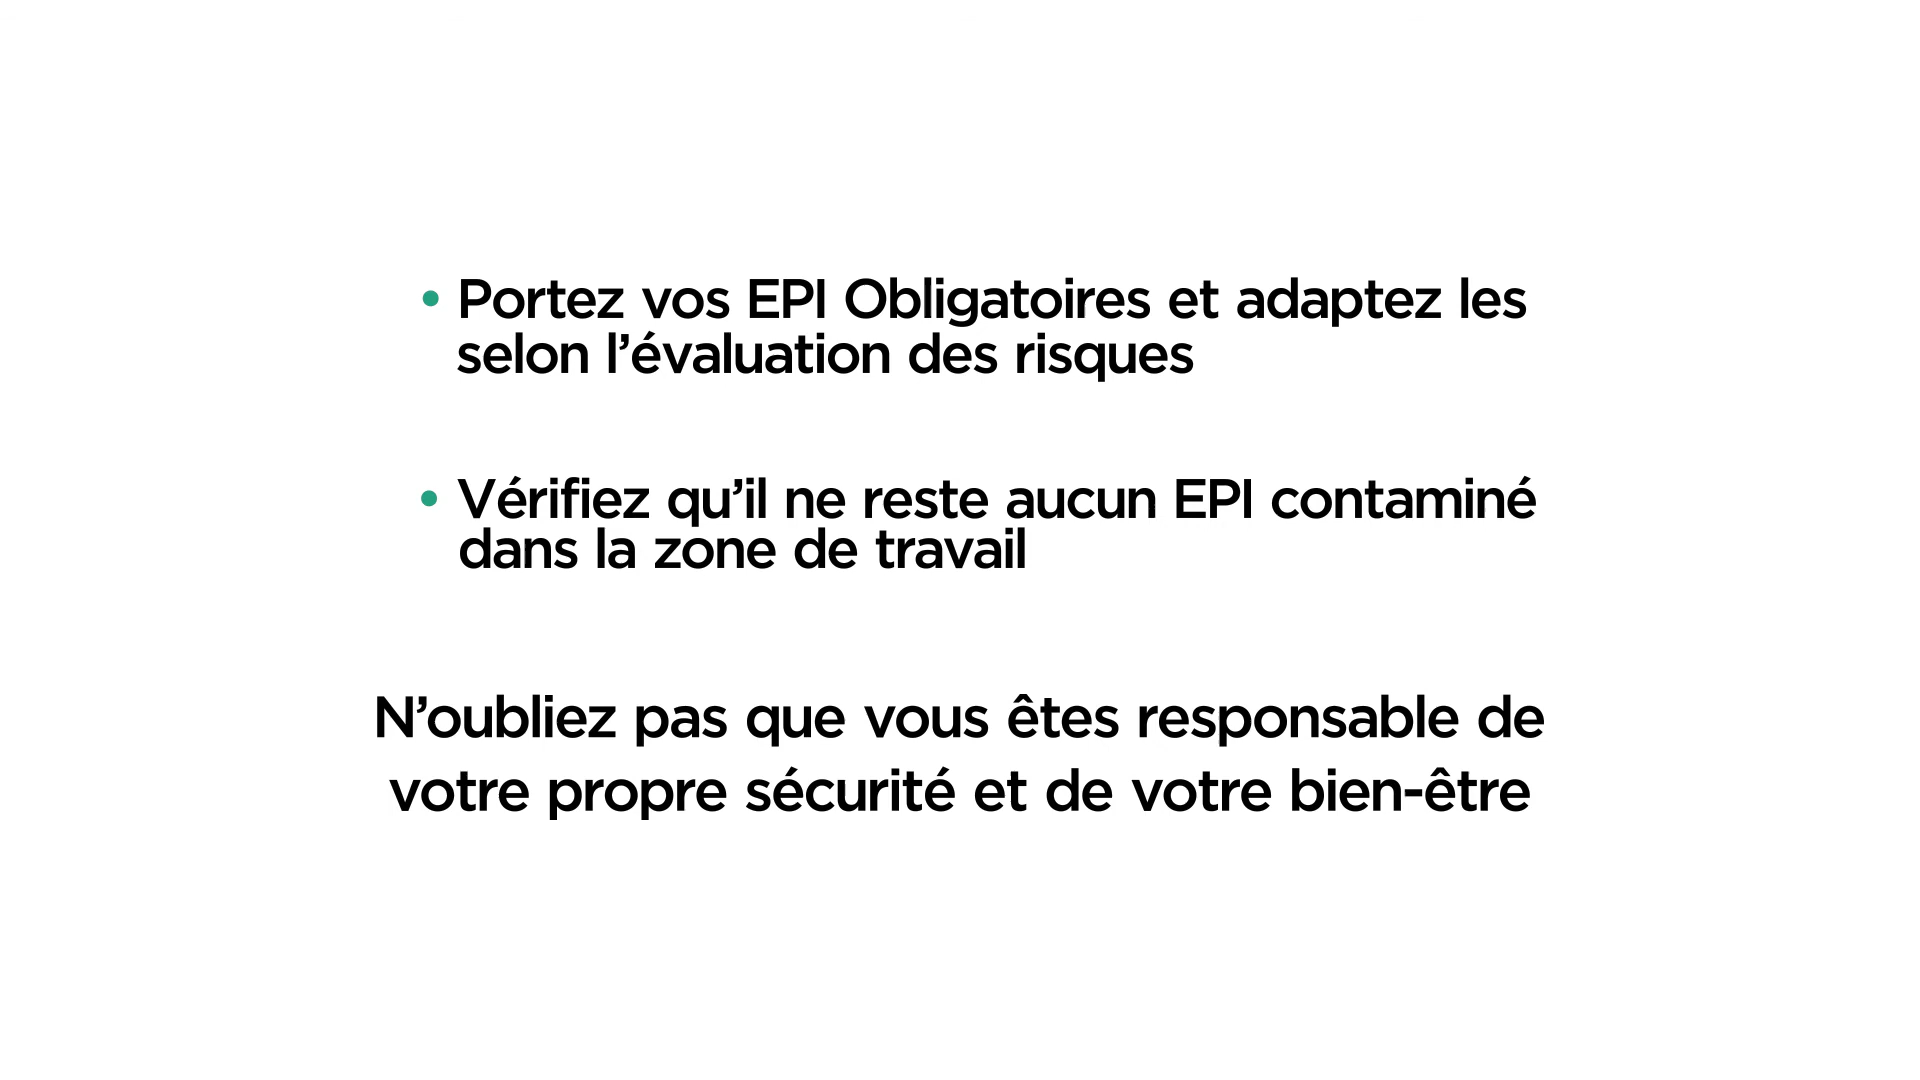 • Portez vos EPI Obligatoires et adaptez les
selon l’évaluation des risques
• Vérifiez qu’il ne reste aucun EPI contaminé
dans la zone de travail
N’oubliez pas que vous êtes responsable de
votre propre sécurité et de votre bien-être